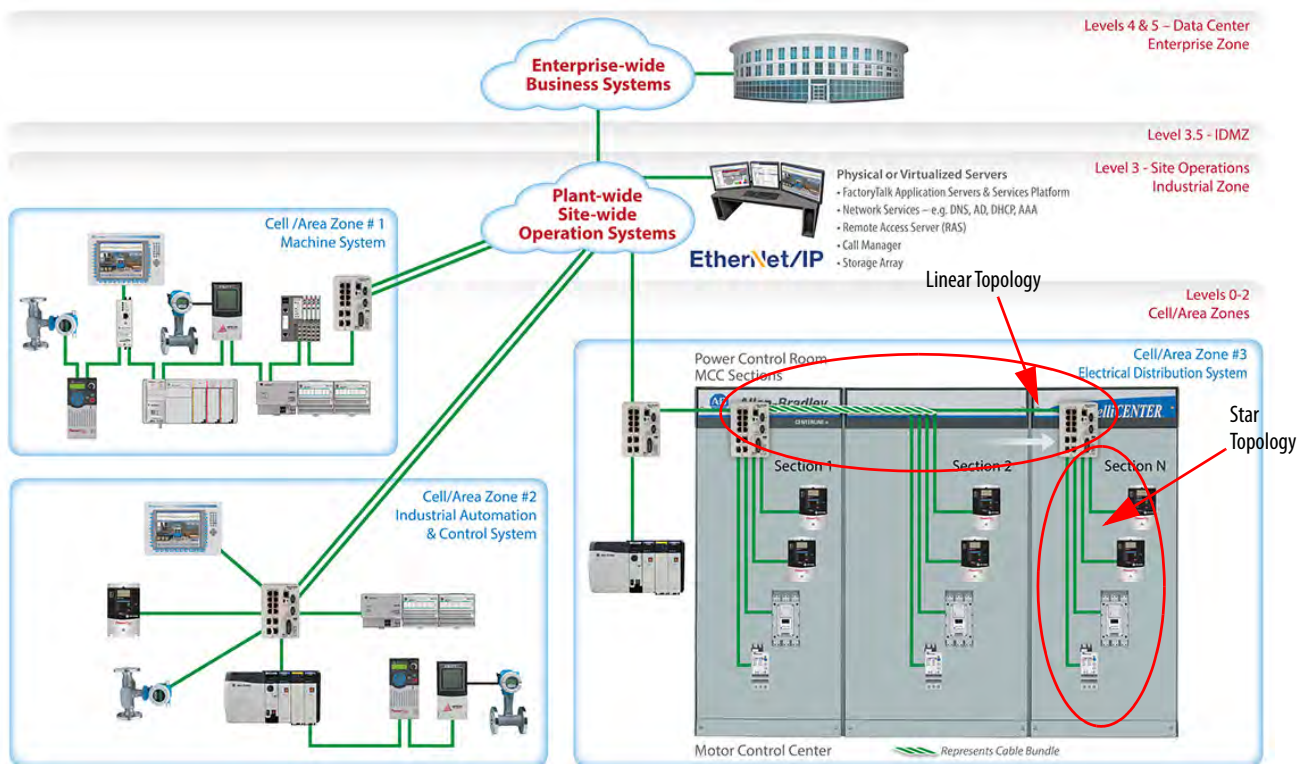 Levels 4 & 5 – Data Center
Enterprise Zone
Enterprise-wide
Business Systems
Level 3.5 - IDMZ
Level 3 - Site Operations
Industrial Zone
Plant-wide
Site-wide
Operation Systems
Physical or Virtualized Servers
• FactoryTalk Application Servers & Services Platform
• Network Services – e.g. DNS, AD, DHCP, AAA
• Remote Access Server (RAS)
• Call Manager
• Storage Array
EtherNet/IP
Cell /Area Zone # 1
Machine System
Linear Topology
Levels 0-2
Cell/Area Zones
Power Control Room
MCC Sections
Cell/Area Zone #3
Electrical Distribution System
Allen-Bradley
CENTERLINE
IntelliCENTER
Star
Topology
Section 1
Section 2
Section N
Cell/Area Zone #2
Industrial Automation
& Control System
Motor Control Center
Represents Cable Bundle